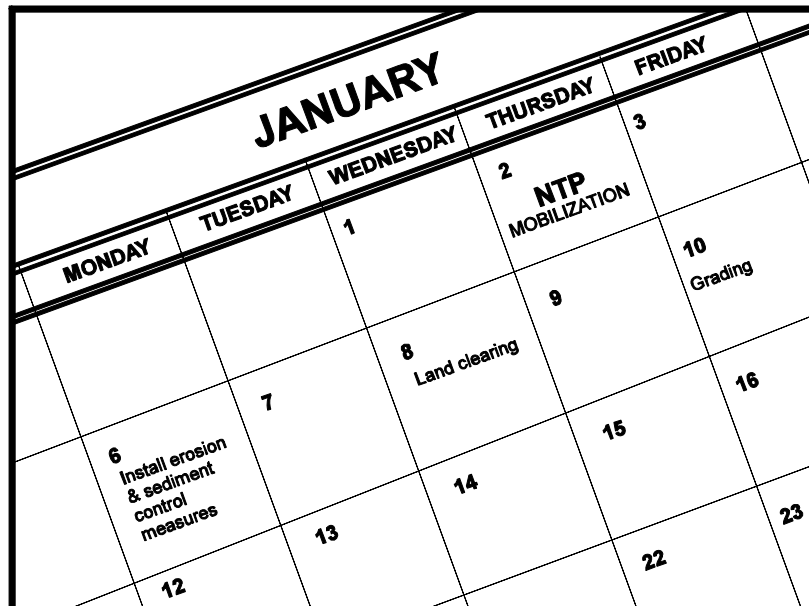 JANUARY
MONDAY
TUESDAY
WEDNESDAY
THURSDAY
FRIDAY
1
2
NTP
MOBILIZATION
3
6
Install erosion
& sediment
control
measures
7
8
Land clearing
9
10
Grading
12
13
14
15
16
22
23